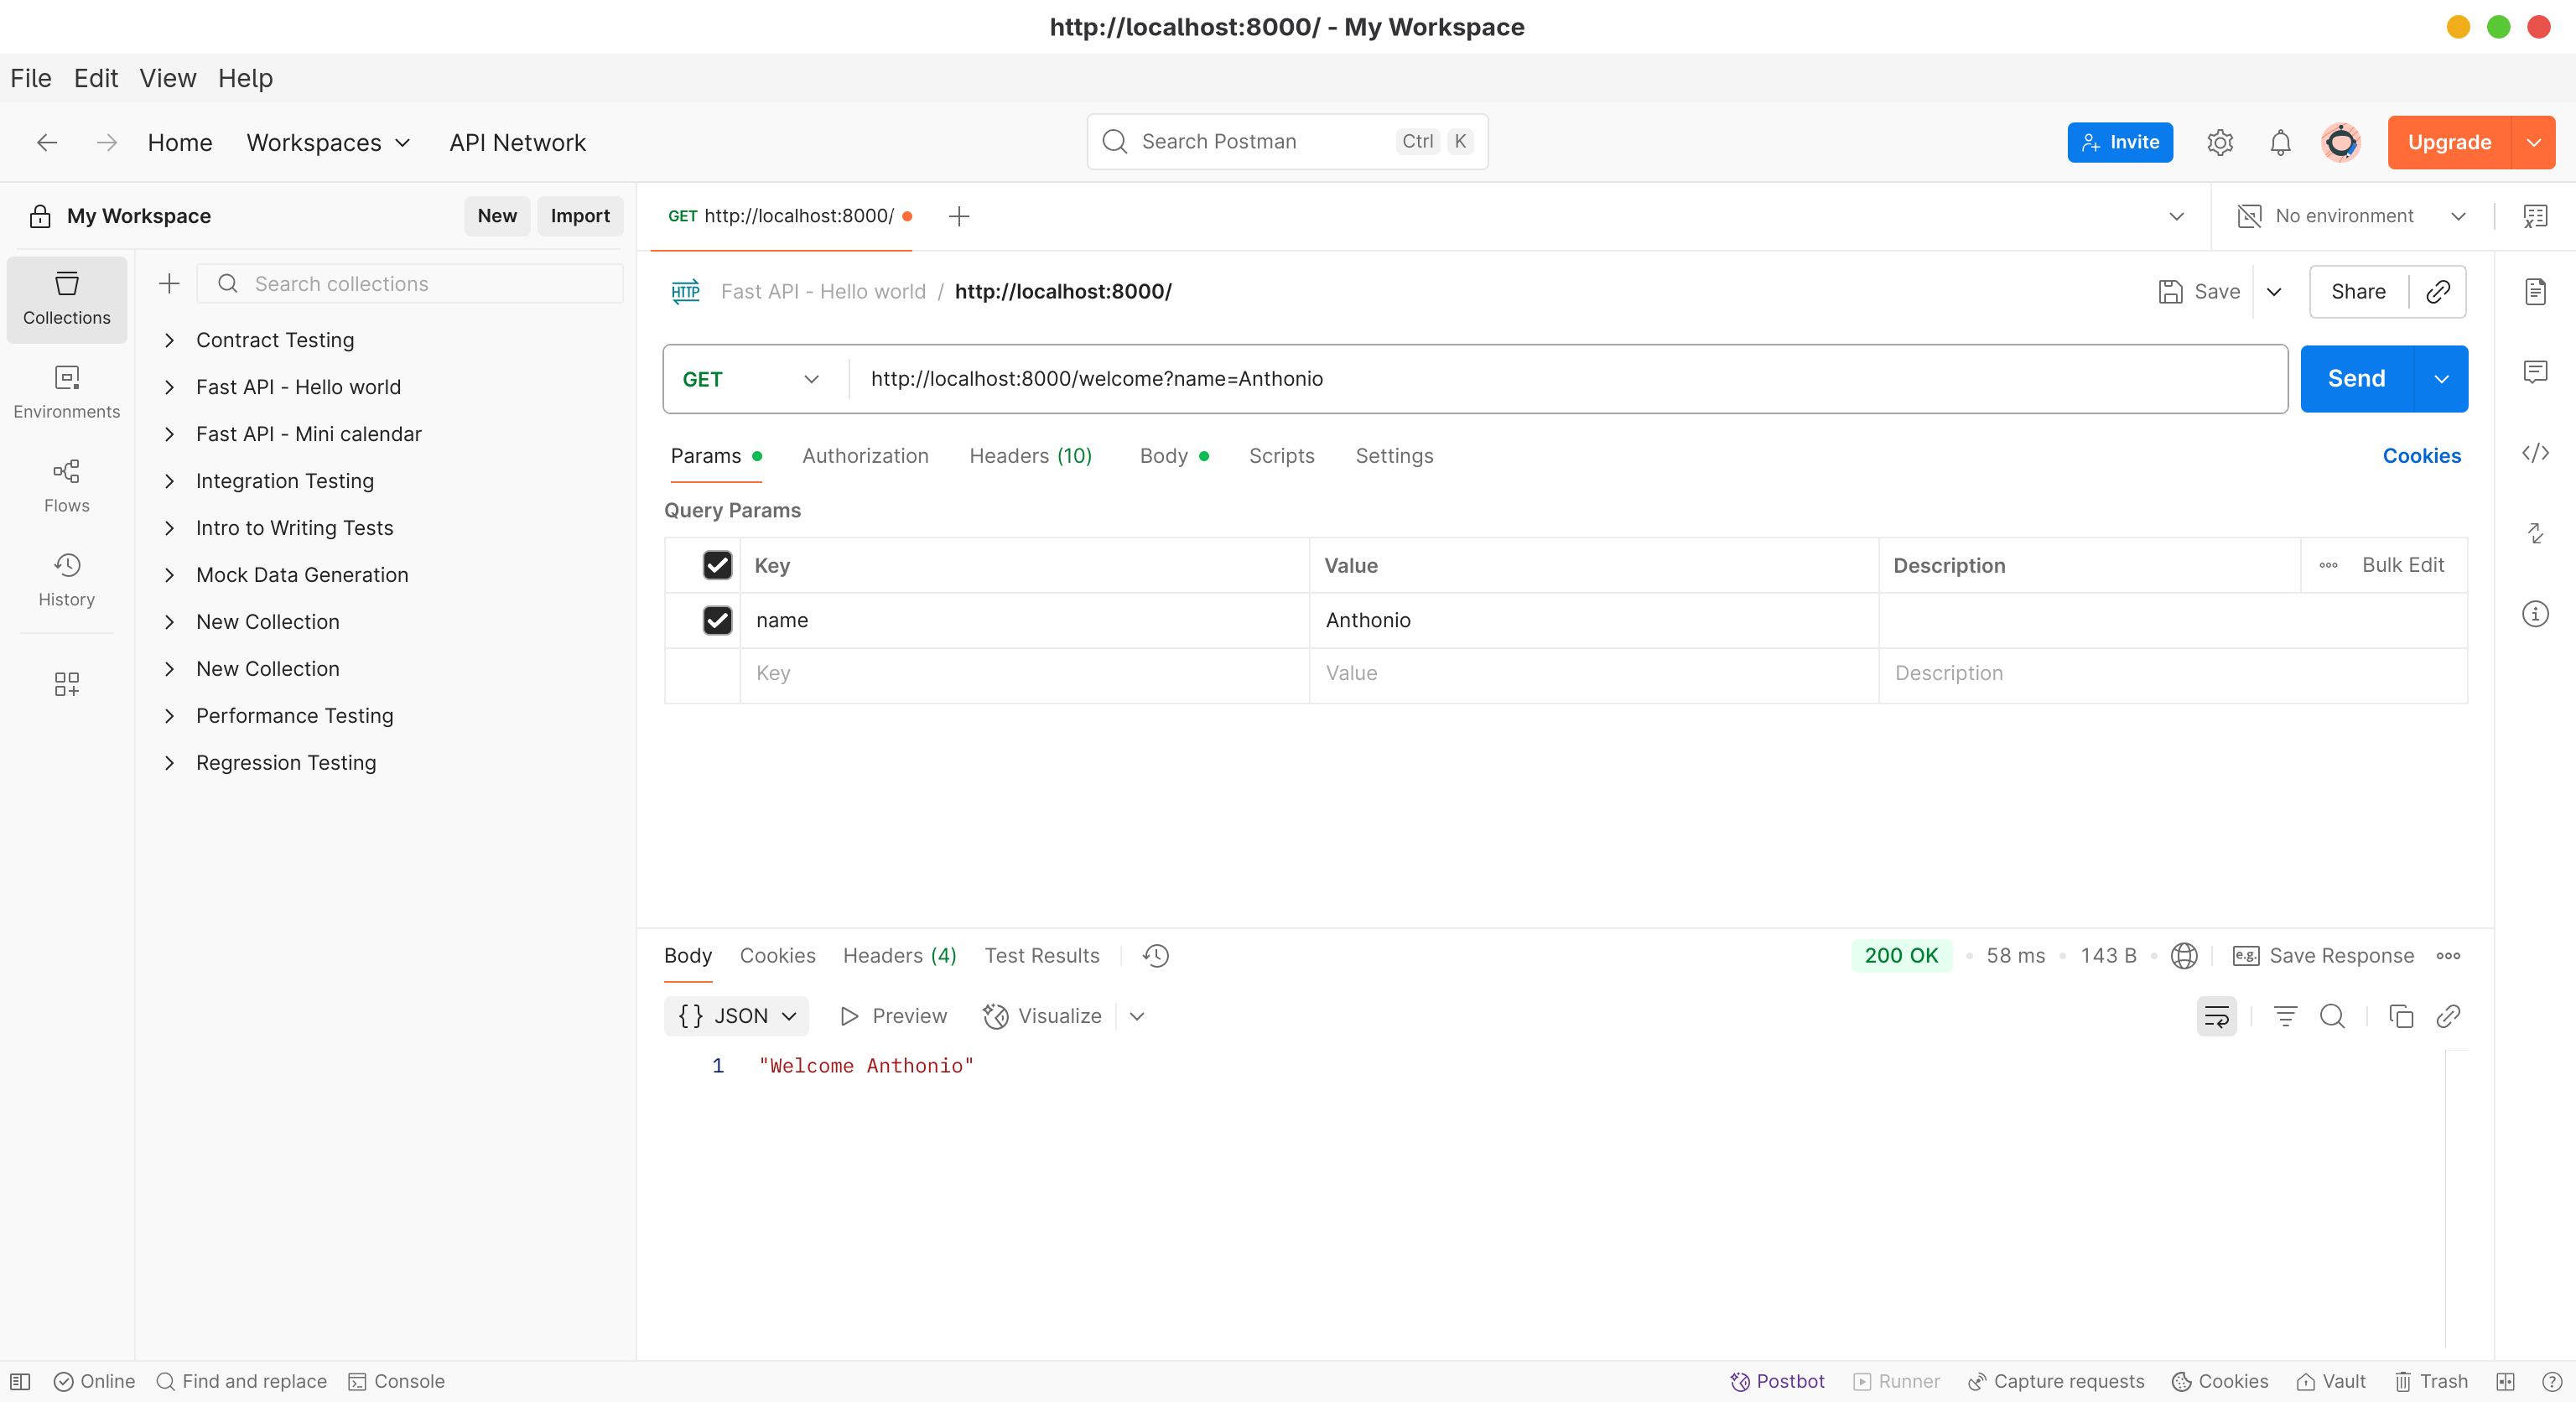 http://localhost:8000/ - My Workspace
File Edit View Help
Home Workspaces API Network
Search Postman Ctrl K
Invite
Upgrade
My Workspace New Import
GET http://localhost:8000/
No environment
Collections
Environments
Flows
History
Search collections
Contract Testing
Fast API - Hello world
Fast API - Mini calendar
Integration Testing
Intro to Writing Tests
Mock Data Generation
New Collection
New Collection
Performance Testing
Regression Testing
HTTP Fast API - Hello world / http://localhost:8000/
Save Share
GET http://localhost:8000/welcome?name=Anthonio Send
Params Authorization Headers (10) Body Scripts Settings Cookies
Query Params
Key Value Description Bulk Edit
name Anthonio
Key Value Description
Body Cookies Headers (4) Test Results
200 OK 58 ms 143 B e.g. Save Response
{} JSON Preview Visualize
1 "Welcome Anthonio"
Online Find and replace Console
Postbot Runner Capture requests Cookies Vault Trash